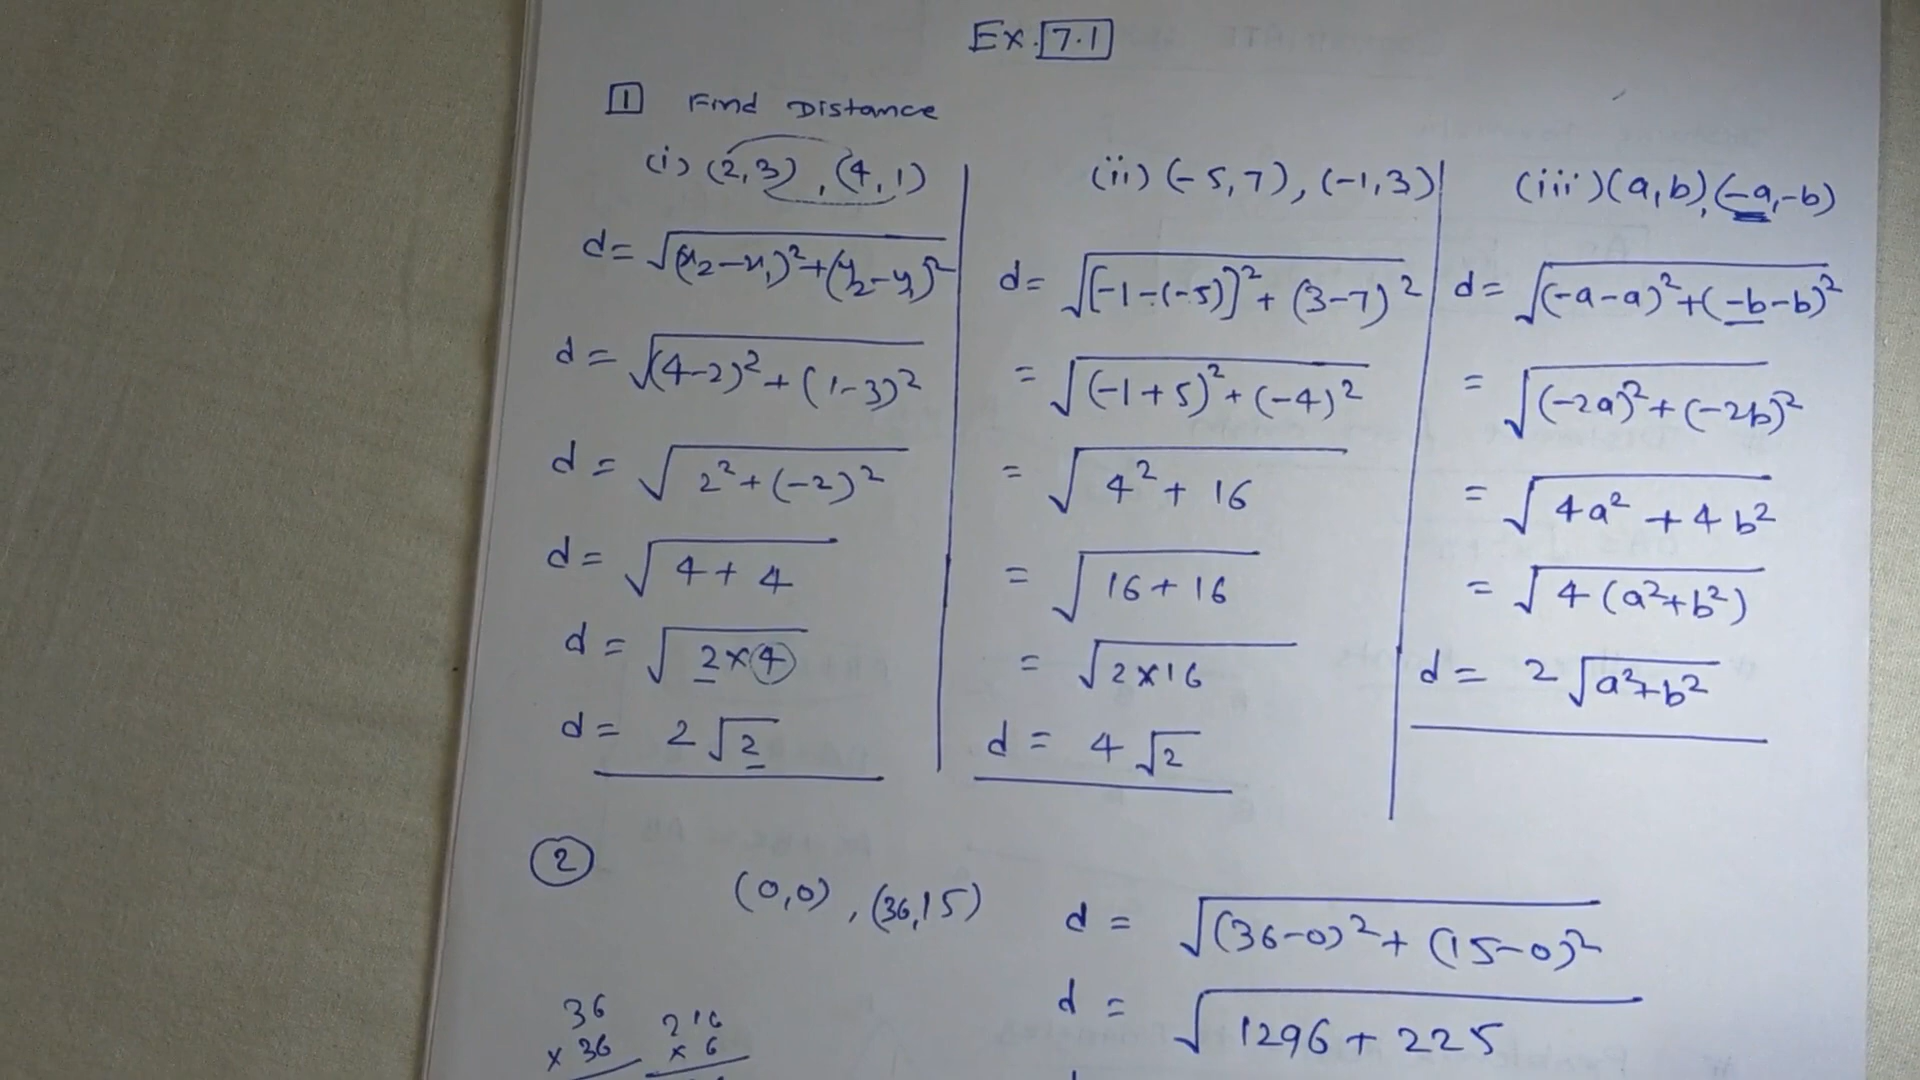 Ex. 7.1
1 Find Distance
(i) (2,3), (4,1)
d= √(x₂-x₁)²+(y₂-y₁)²
d= √(4-2)²+(1-3)²
d= √2²+(-2)²
d= √4+4
d= √2×4
d= 2√2
(ii) (-5,7), (-1,3)
d= √[-1-(-5)]²+(3-7)²
= √(-1+5)²+(-4)²
= √4²+16
= √16+16
= √2×16
d= 4√2
(iii) (a,b), (-a,-b)
d= √(-a-a)²+(-b-b)²
= √(-2a)²+(-2b)²
= √4a²+4b²
= √4(a²+b²)
d= 2√a²+b²
2
(0,0), (36,15)
d= √(36-0)²+(15-0)²
d= √1296+225
36
×36
216
×6